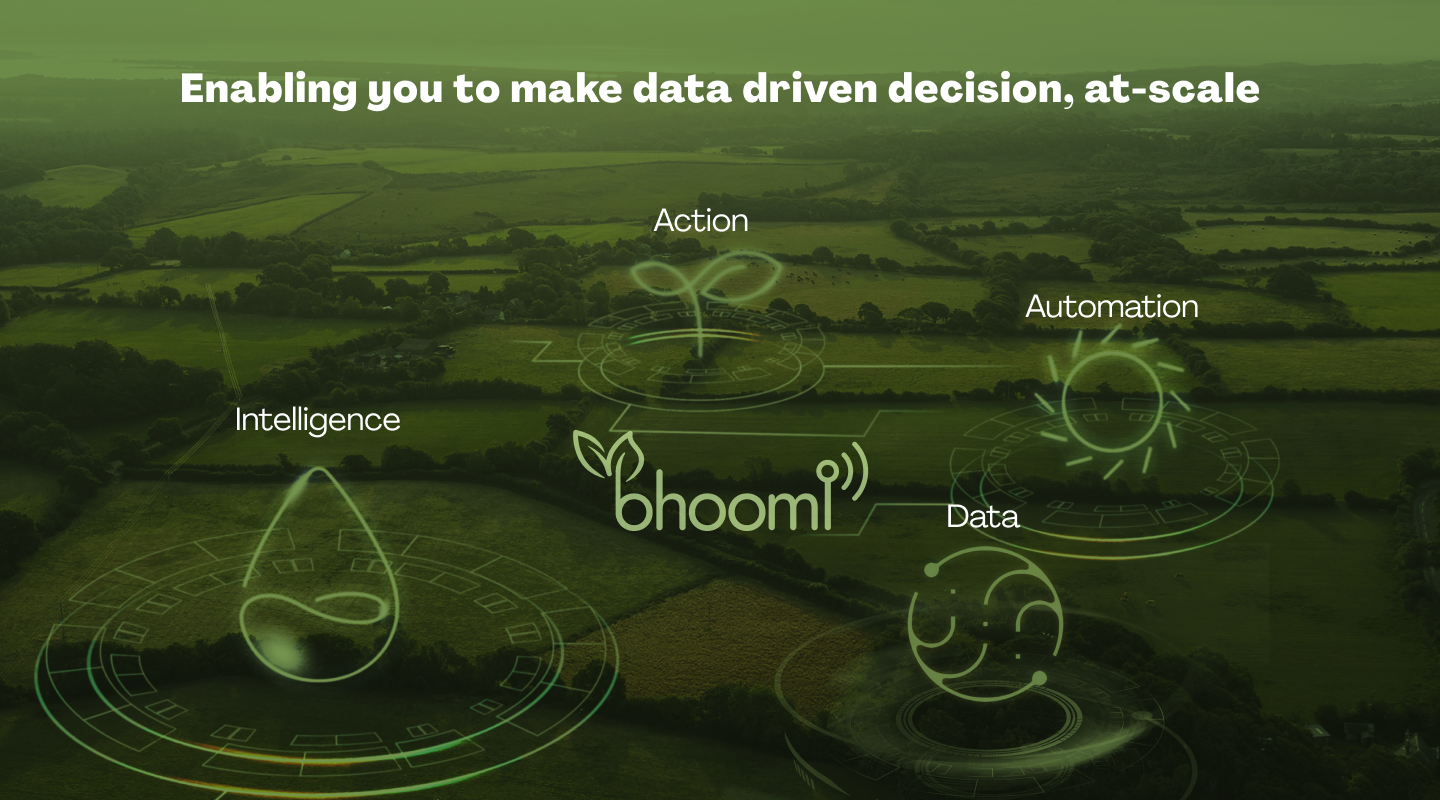 Enabling you to make data driven decision, at-scale
Action
Automation
Intelligence
bhoomi
Data